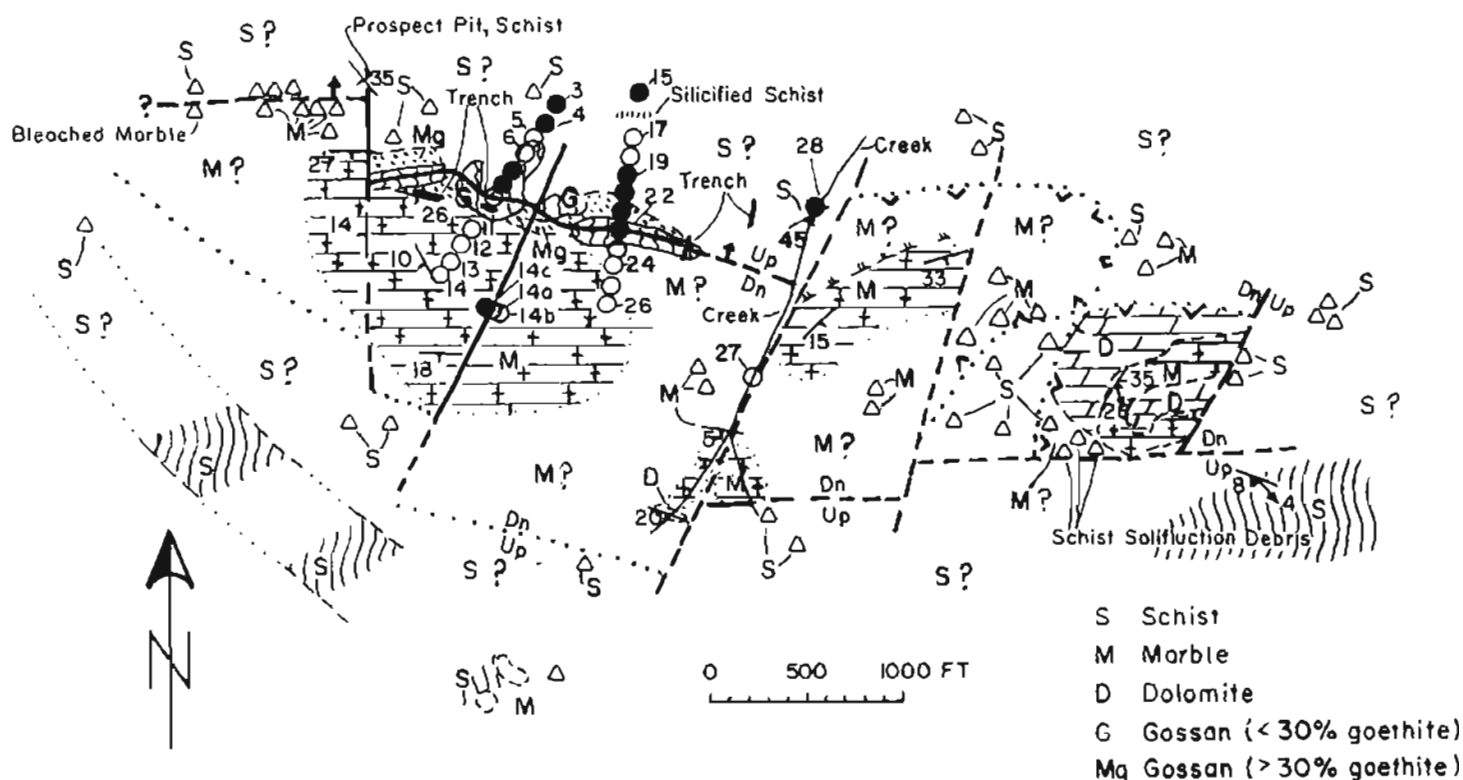 Prospect Pit, Schist
S?
S
35
S
S?
S
15
Trench
3
Silicified Schist
?
5
4
17
S
Bleached Marble
M
Mg
6
S?
28
Creek
S?
M?
27
7
19
Trench
S
G
G
22
M?
M?
S
14
26
11
Mg
45
Up
M
S
10
12
24
M?
Dn
M
33
M
Dn
Up
S
13
14c
14
14a
26
Creek
14b
15
D
S?
27
35
M
S
18
M
M
M
S
26
D
S?
S?
S
5
M?
Dn
S
M?
D
M
Dn
Up
M?
Up
8
4
S
20
Schist Solifluction Debris
Dn
Up
S
S?
S
S
S?
N
S
M
0 500 1000 FT
S Schist
M Marble
D Dolomite
G Gossan (< 30% goethite)
Mg Gossan (> 30% goethite)